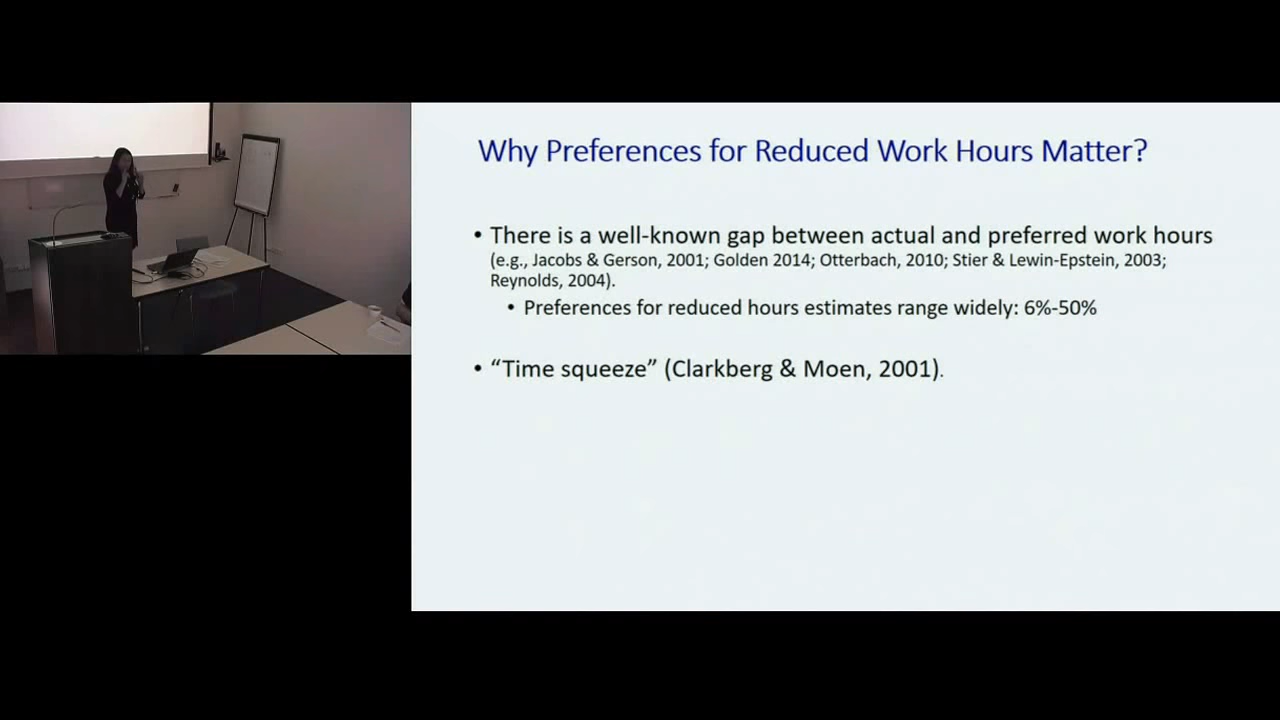 Why Preferences for Reduced Work Hours Matter?
• There is a well-known gap between actual and preferred work hours
(e.g., Jacobs & Gerson, 2001; Golden 2014; Otterbach, 2010; Stier & Lewin-Epstein, 2003;
Reynolds, 2004).
• Preferences for reduced hours estimates range widely: 6%-50%
• “Time squeeze” (Clarkberg & Moen, 2001).